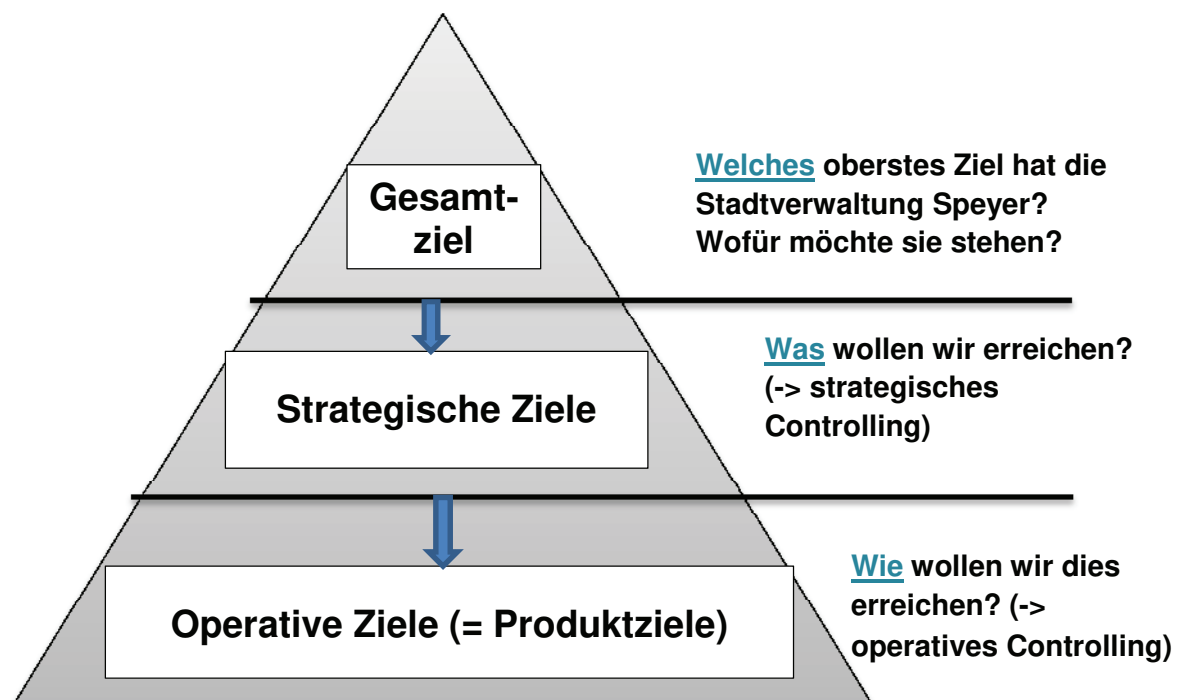 Gesamt-
ziel
Welches oberstes Ziel hat die
Stadtverwaltung Speyer?
Wofür möchte sie stehen?
Strategische Ziele
Was wollen wir erreichen?
(-> strategisches
Controlling)
Operative Ziele (= Produktziele)
Wie wollen wir dies
erreichen? (->
operatives Controlling)